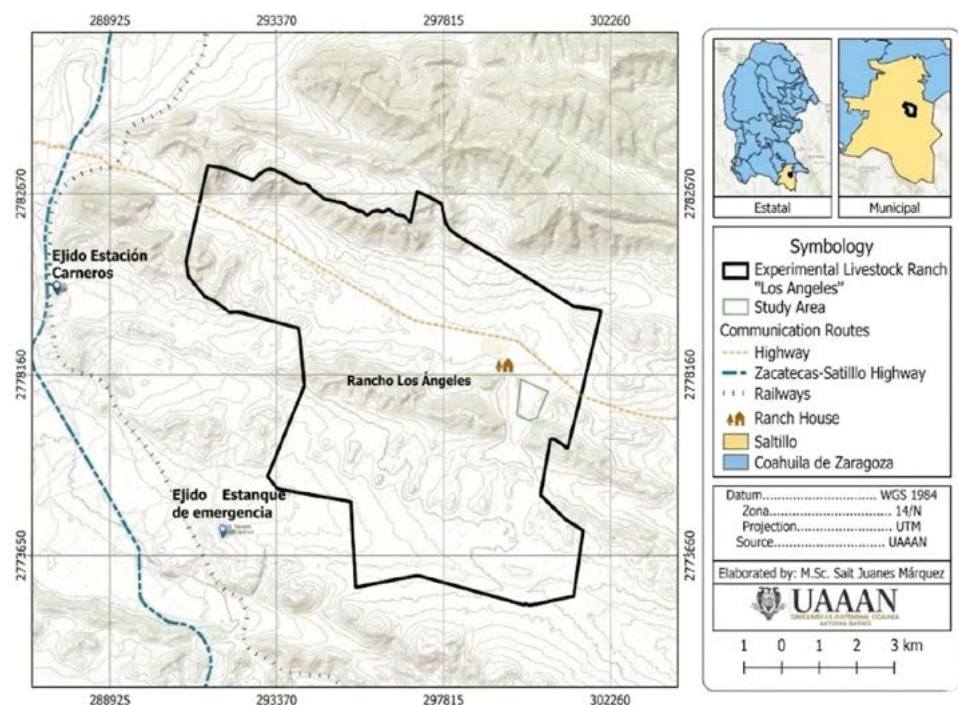 288925 293370 297815 302260
2782670
2782670
Ejido Estación
Carneros
2778160
2778160
Rancho Los Ángeles
Ejido Estanque
de emergencia
2773650
2773660
288925 293370 297815 302260
Estatal
Municipal
Symbology
Experimental Livestock Ranch
"Los Angeles"
Study Area
Communication Routes
Highway
Zacatecas-Satilllo Highway
Railways
Ranch House
Saltillo
Coahuila de Zaragoza
Datum..................... WGS 1984
Zona........................ 14/N
Projection................. UTM
Source........................ UAAAN
Elaborated by: M.Sc. Sait Juanes Márquez
UAAAN
1 0 1 2 3 km